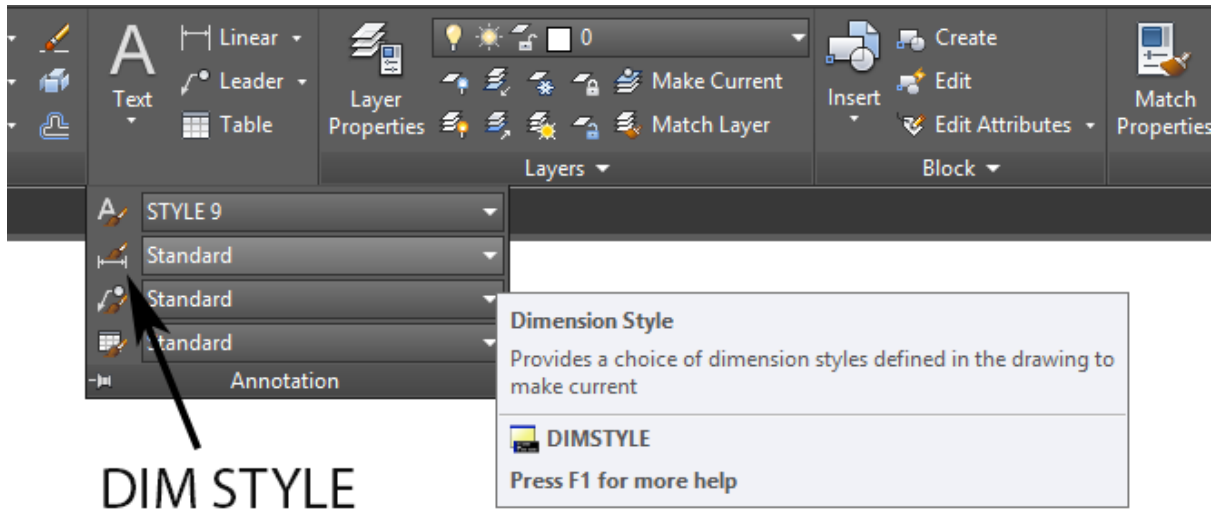 Linear
0
Create
Leader
Make Current
Edit
Text
Layer
Properties
Insert
Match
Properties
Table
Match Layer
Edit Attributes
Layers
Block
STYLE 9
Standard
Standard
Standard
Annotation
Dimension Style
Provides a choice of dimension styles defined in the drawing to
make current
DIMSTYLE
Press F1 for more help
DIM STYLE